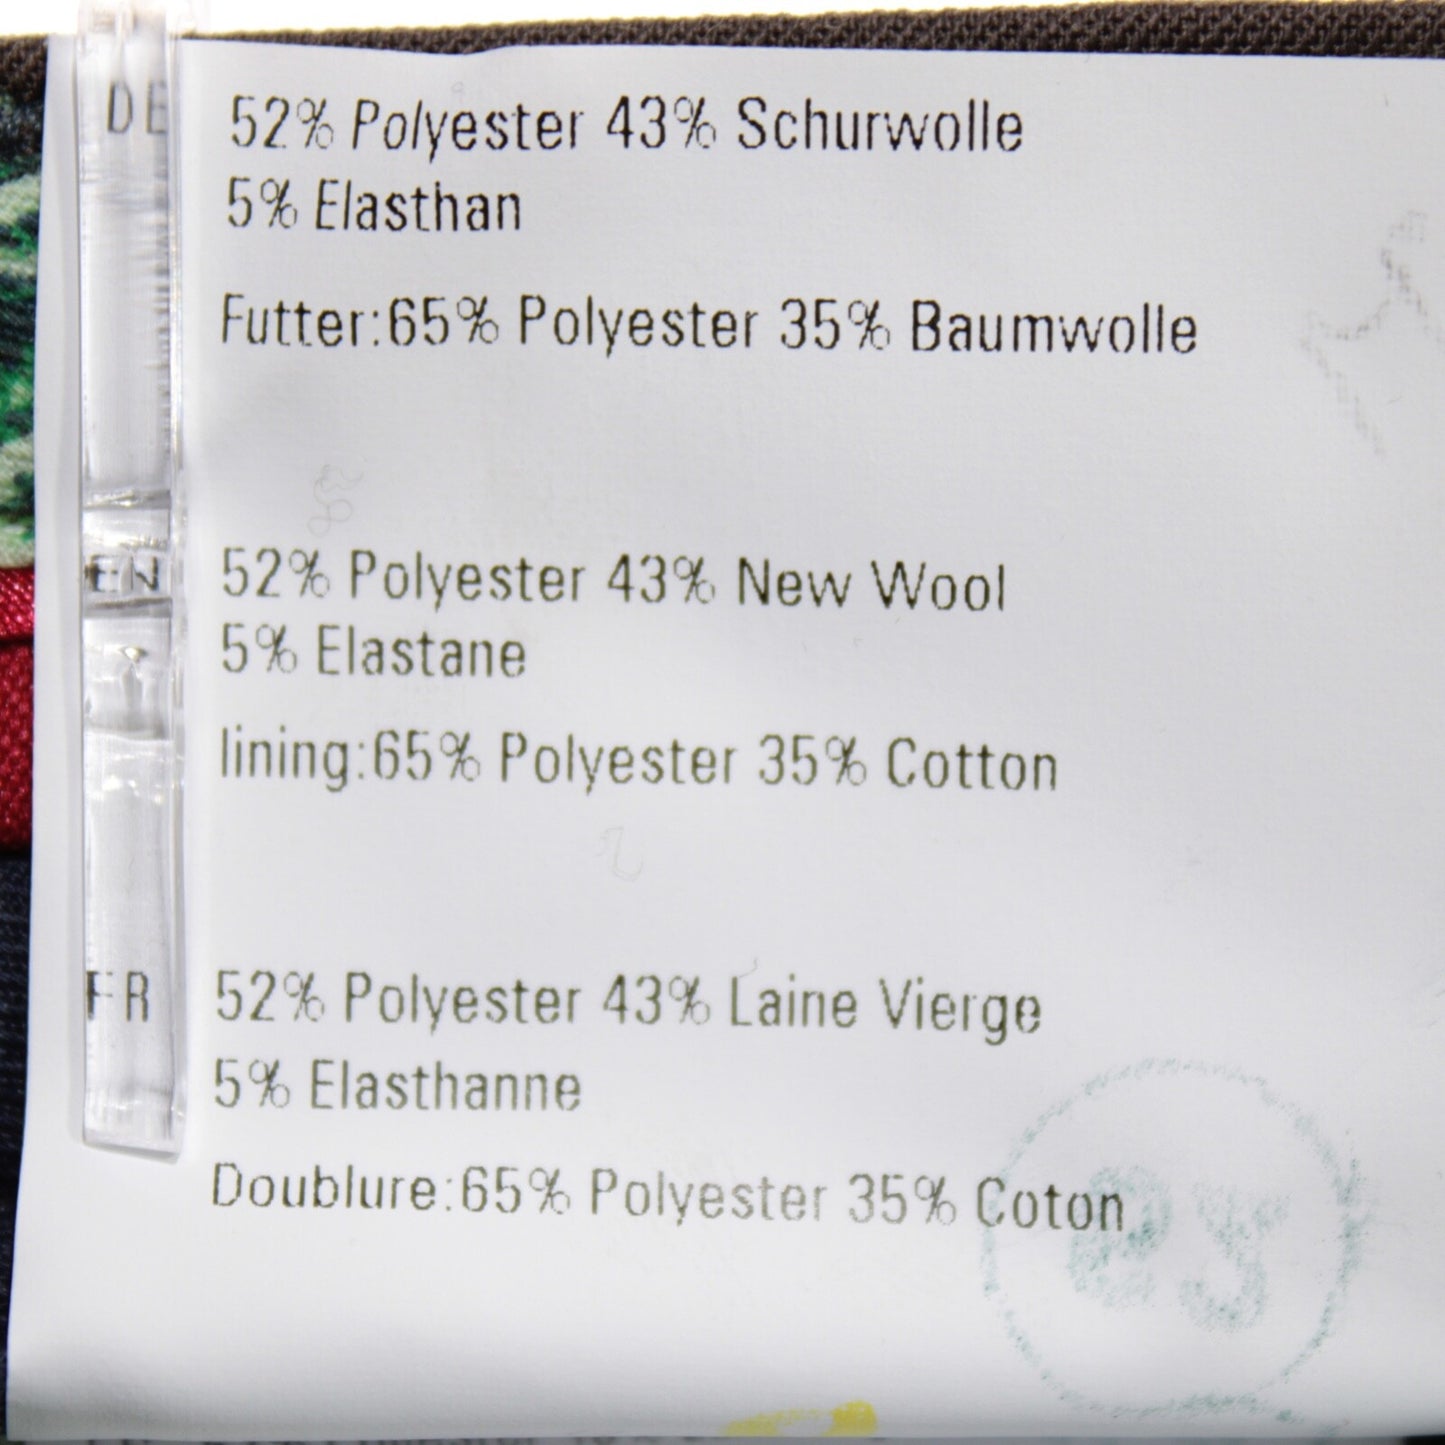 DE 52% Polyester 43% Schurwolle
5% Elasthan
Futter:65% Polyester 35% Baumwolle
EN 52% Polyester 43% New Wool
5% Elastane
lining:65% Polyester 35% Cotton
FR 52% Polyester 43% Laine Vierge
5% Elasthanne
Doublure:65% Polyester 35% Coton